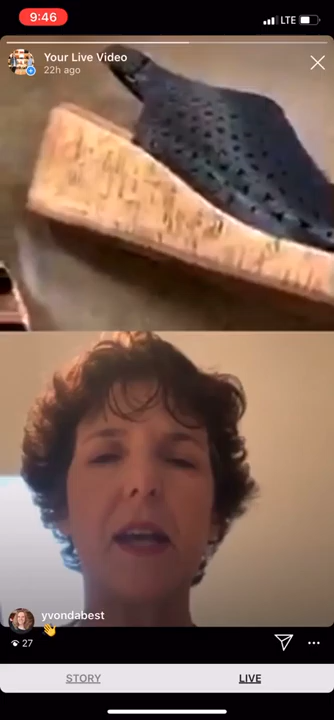 9:46
LTE
Your Live Video
22h ago
yvondabest
👋
27
STORY
LIVE